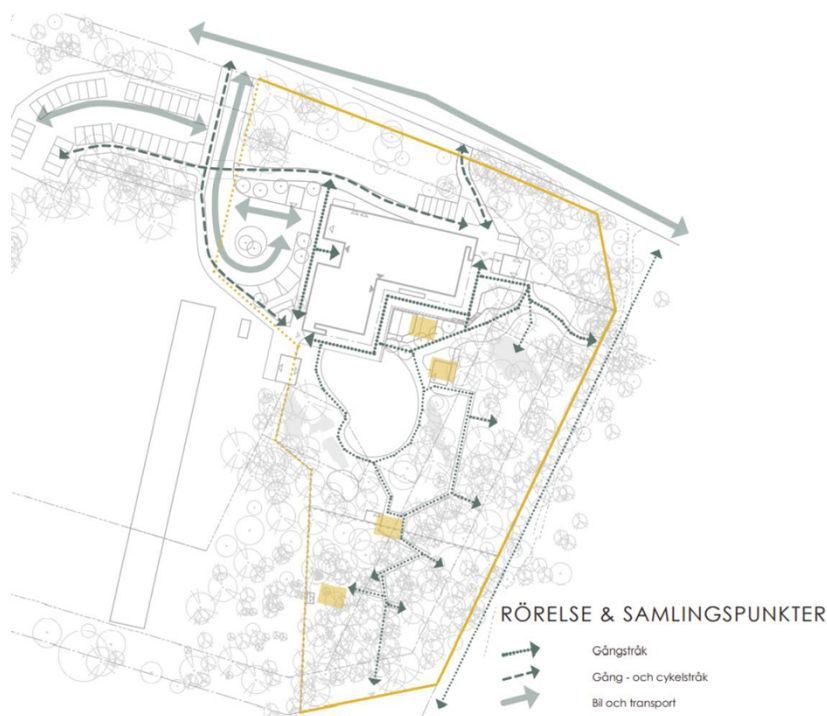 RÖRELSE & SAMLINGSPUNKTER
Gångstråk
Gång - och cykelstråk
Bil och transport